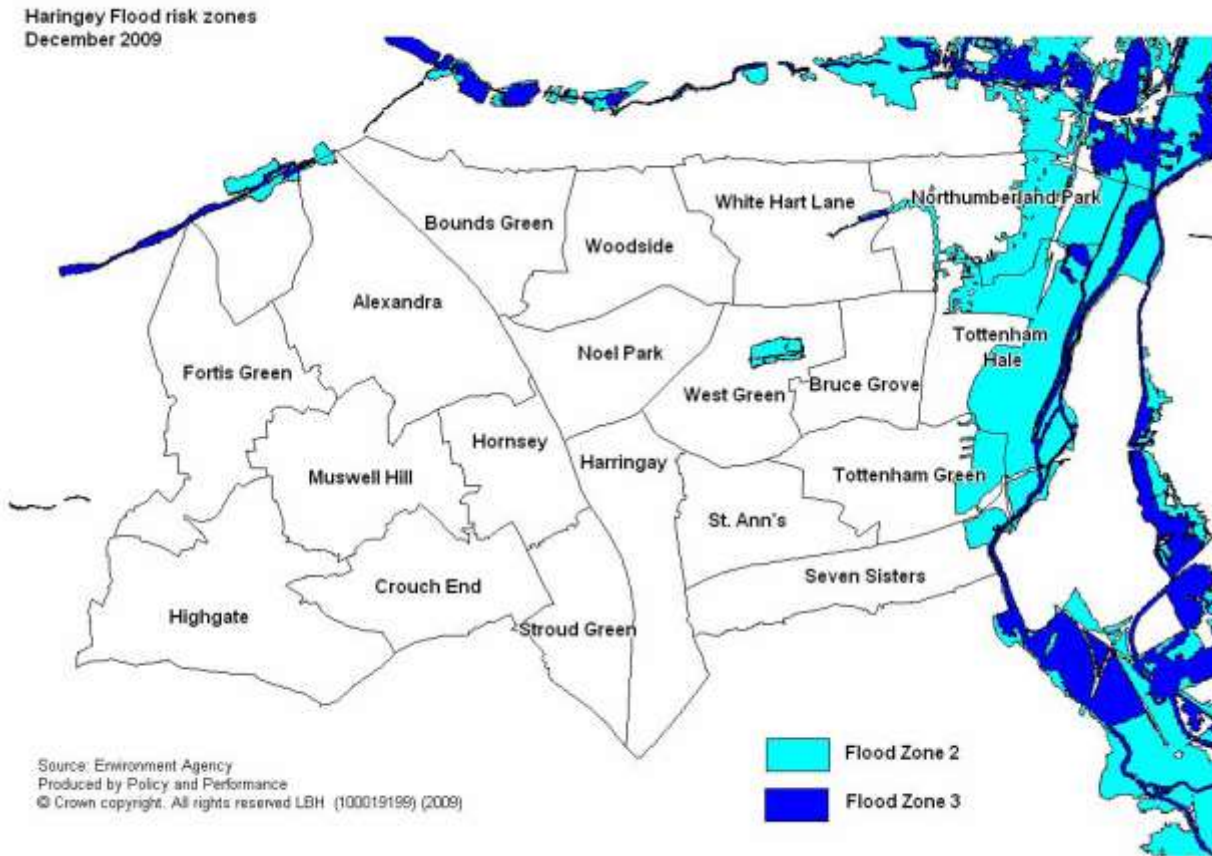 Haringey Flood risk zones
December 2009
Northumberland Park
White Hart Lane
Bounds Green
Woodside
Alexandra
Tottenham
Hale
Noel Park
Fortis Green
West Green
Bruce Grove
Hornsey
Harringay
Muswell Hill
Tottenham Green
St. Ann's
Seven Sisters
Crouch End
Highgate
Stroud Green
Flood Zone 2
Flood Zone 3
Source: Environment Agency
Produced by Policy and Performance
© Crown copyright. All rights reserved LBH (100019199) (2009)